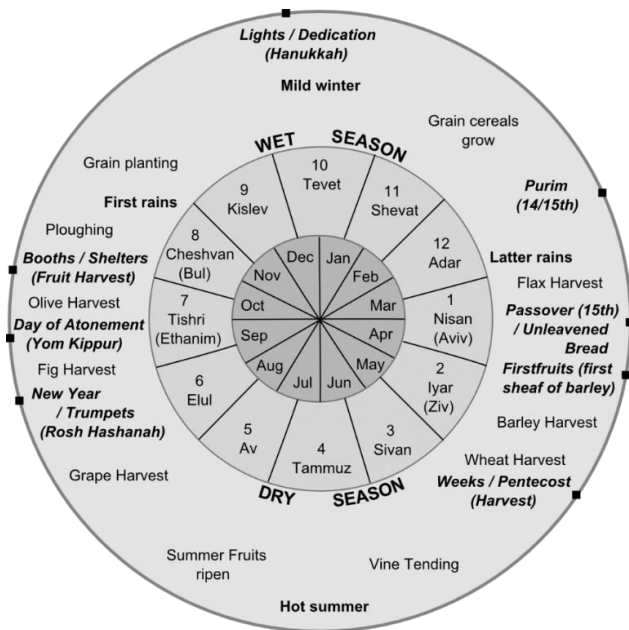 Lights / Dedication
(Hanukkah)
Mild winter
Grain cereals
grow
WET SEASON
Grain planting
10
Tevet
9
Kislev
11
Shevat
Purim
(14/15th)
First rains
Ploughing
8
Cheshvan
(Bul)
12
Adar
Latter rains
Booths / Shelters
(Fruit Harvest)
Dec
Jan
Nov
Feb
Flax Harvest
Olive Harvest
7
Tishri
(Ethanim)
Oct
Mar
1
Nisan
(Aviv)
Passover (15th)
/ Unleavened
Bread
Day of Atonement
(Yom Kippur)
Sep
Apr
Fig Harvest
6
Elul
Aug
May
2
Iyar
(Ziv)
Firstfruits (first
sheaf of barley)
New Year
/ Trumpets
(Rosh Hashanah)
Jul
Jun
Barley Harvest
5
Av
4
Tammuz
3
Sivan
Wheat Harvest
Grape Harvest
Weeks / Pentecost
(Harvest)
DRY SEASON
Summer Fruits
ripen
Vine Tending
Hot summer